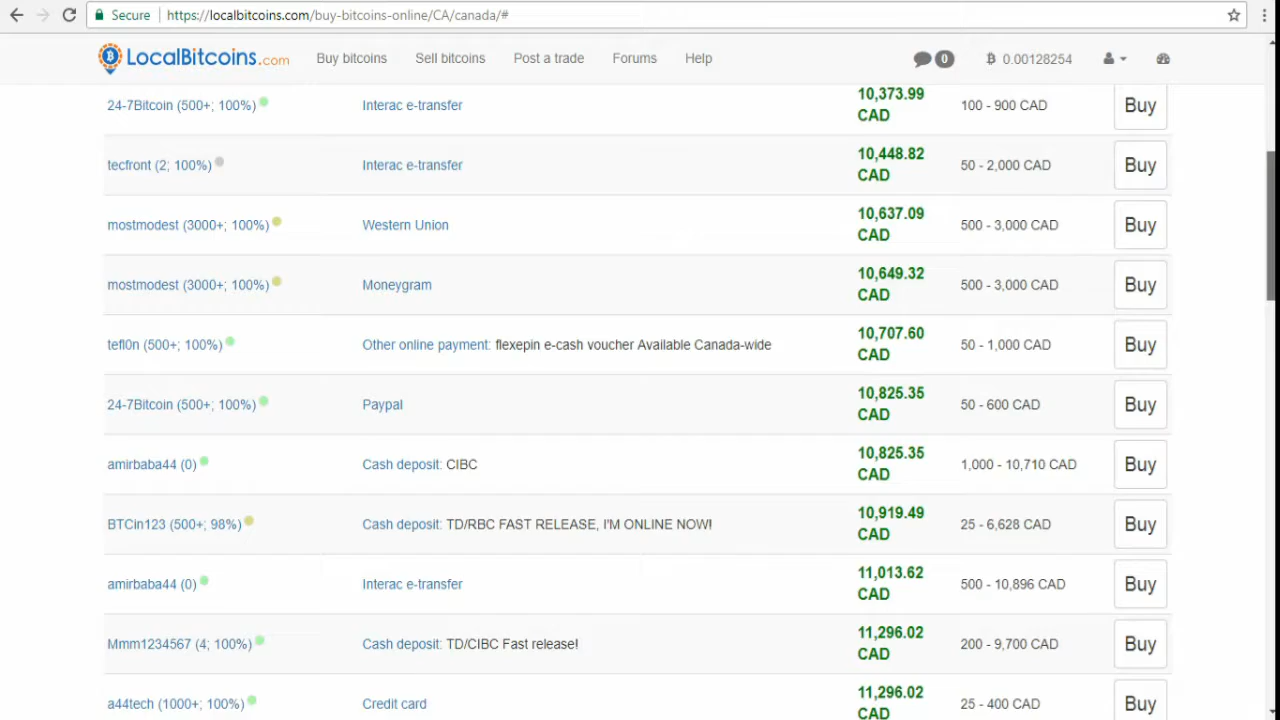 Secure https://localbitcoins.com/buy-bitcoins-online/CA/canada/#
LocalBitcoins.com Buy bitcoins Sell bitcoins Post a trade Forums Help 0 0.00128254
24-7Bitcoin (500+; 100%) Interac e-transfer 10,373.99 CAD 100 - 900 CAD Buy
tecfront (2; 100%) Interac e-transfer 10,448.82 CAD 50 - 2,000 CAD Buy
mostmodest (3000+; 100%) Western Union 10,637.09 CAD 500 - 3,000 CAD Buy
mostmodest (3000+; 100%) Moneygram 10,649.32 CAD 500 - 3,000 CAD Buy
tefl0n (500+; 100%) Other online payment: flexepin e-cash voucher Available Canada-wide 10,707.60 CAD 50 - 1,000 CAD Buy
24-7Bitcoin (500+; 100%) Paypal 10,825.35 CAD 50 - 600 CAD Buy
amirbaba44 (0) Cash deposit: CIBC 10,825.35 CAD 1,000 - 10,710 CAD Buy
BTCin123 (500+; 98%) Cash deposit: TD/RBC FAST RELEASE, I'M ONLINE NOW! 10,919.49 CAD 25 - 6,628 CAD Buy
amirbaba44 (0) Interac e-transfer 11,013.62 CAD 500 - 10,896 CAD Buy
Mmm1234567 (4; 100%) Cash deposit: TD/CIBC Fast release! 11,296.02 CAD 200 - 9,700 CAD Buy
a44tech (1000+; 100%) Credit card 11,296.02 CAD 25 - 400 CAD Buy